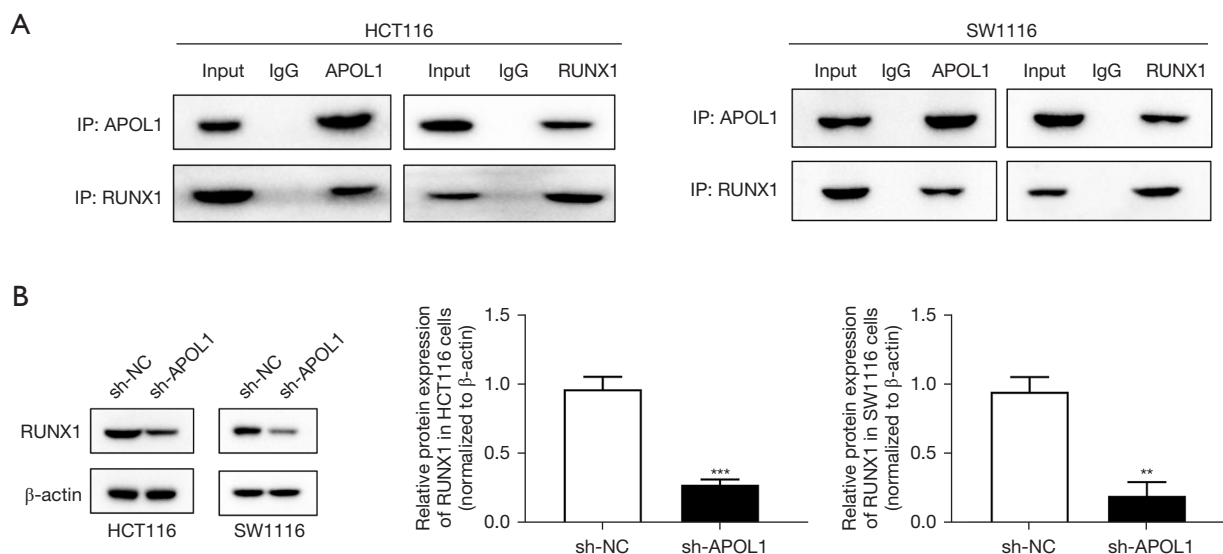 A
HCT116
SW1116
Input IgG APOL1 Input IgG RUNX1
Input IgG APOL1 Input IgG RUNX1
IP: APOL1
IP: RUNX1
IP: APOL1
IP: RUNX1
B
sh-NC
sh-APOL1
sh-NC
sh-APOL1
RUNX1
β-actin
HCT116
SW1116
Relative protein expression
of RUNX1 in HCT116 cells
(normalized to β-actin)
1.5
1.0
0.5
0.0
***
sh-NC sh-APOL1
Relative protein expression
of RUNX1 in SW1116 cells
(normalized to β-actin)
1.5
1.0
0.5
0.0
**
sh-NC sh-APOL1